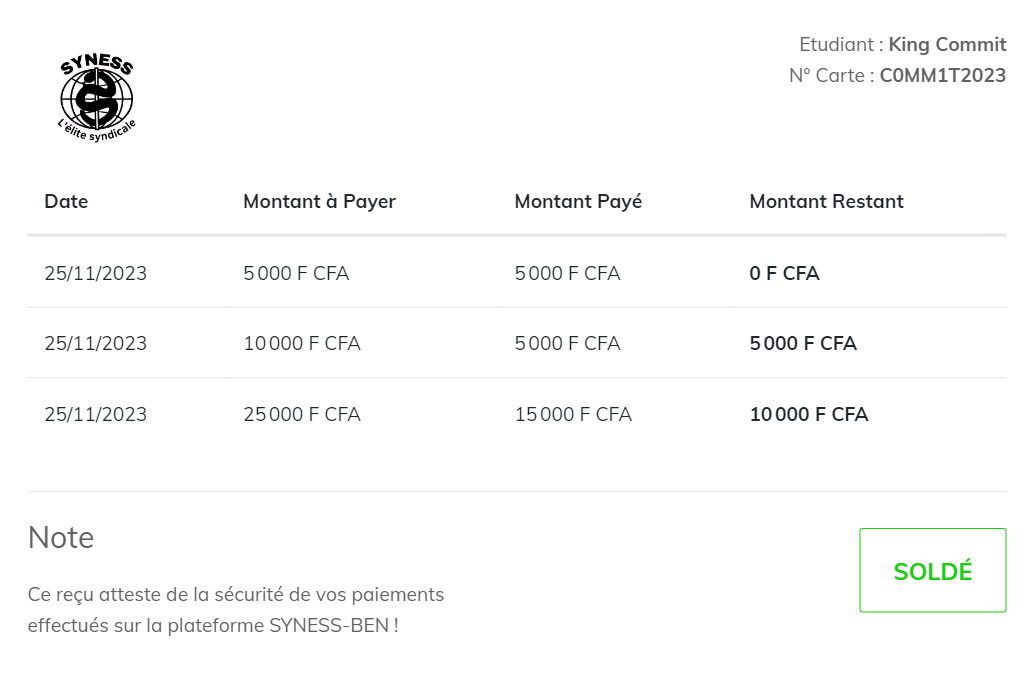 SYNESS
L'élite syndicale
Etudiant : King Commit
N° Carte : C0MM1T2023
Date Montant à Payer Montant Payé Montant Restant
25/11/2023 5 000 F CFA 5 000 F CFA 0 F CFA
25/11/2023 10 000 F CFA 5 000 F CFA 5 000 F CFA
25/11/2023 25 000 F CFA 15 000 F CFA 10 000 F CFA
Note
SOLDÉ
Ce reçu atteste de la sécurité de vos paiements
effectués sur la plateforme SYNESS-BEN !